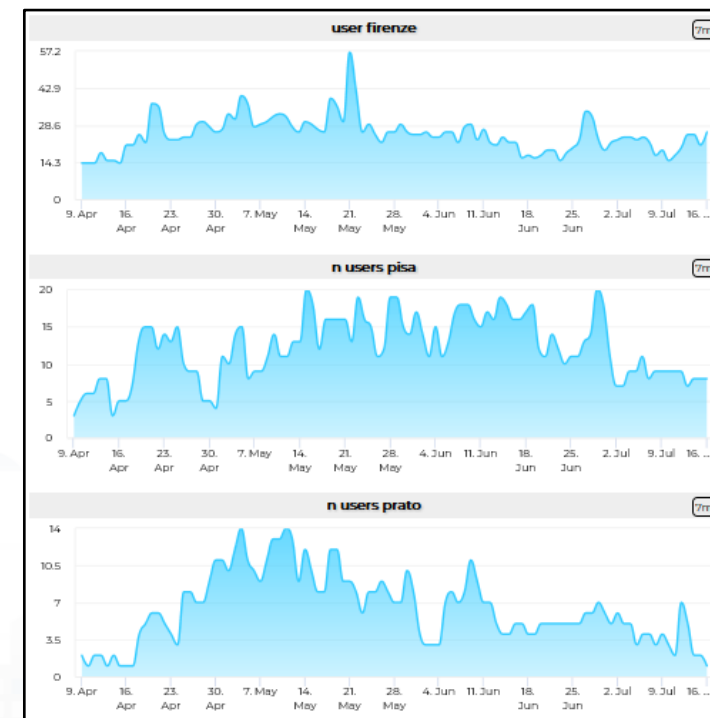 user firenze
7m
57.2
42.9
28.6
14.3
0
9. Apr 16. Apr 23. Apr 30. Apr 7. May 14. May 21. May 28. May 4. Jun 11. Jun 18. Jun 25. Jun 2. Jul 9. Jul 16. ...
n users pisa
7m
20
15
10
5
0
9. Apr 16. Apr 23. Apr 30. Apr 7. May 14. May 21. May 28. May 4. Jun 11. Jun 18. Jun 25. Jun 2. Jul 9. Jul 16. ...
n users prato
7m
14
10.5
7
3.5
0
9. Apr 16. Apr 23. Apr 30. Apr 7. May 14. May 21. May 28. May 4. Jun 11. Jun 18. Jun 25. Jun 2. Jul 9. Jul 16. ...